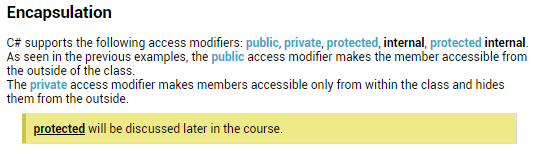 Encapsulation
C# supports the following access modifiers: public, private, protected, internal, protected internal.
As seen in the previous examples, the public access modifier makes the member accessible from
the outside of the class.
The private access modifier makes members accessible only from within the class and hides
them from the outside.
protected will be discussed later in the course.